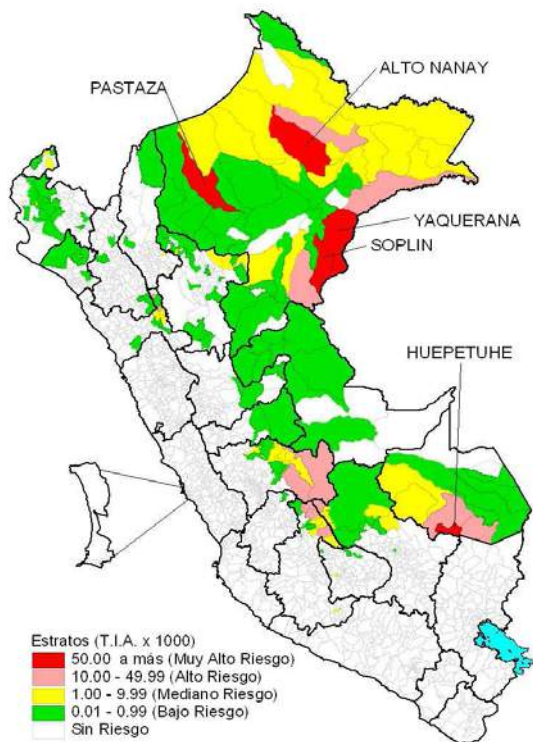 ALTO NANAY
PASTAZA
YAQUERANA
SOPLIN
HUEPETUHE
Estratos (T.I.A. x 1000)
50.00 a más (Muy Alto Riesgo)
10.00 - 49.99 (Alto Riesgo)
1.00 - 9.99 (Mediano Riesgo)
0.01 - 0.99 (Bajo Riesgo)
Sin Riesgo